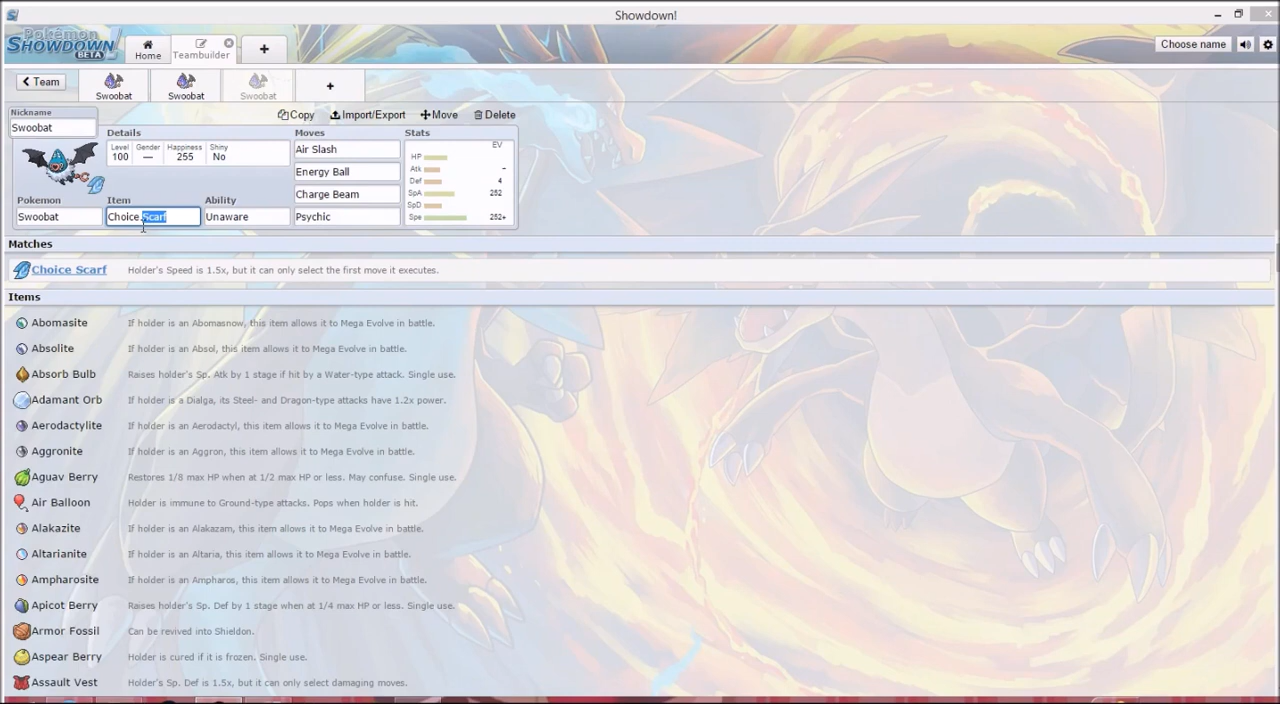 Showdown!
Pokémon
SHOWDOWN!
BETA
Home
Teambuilder
+
Choose name
Team
Swoobat
Swoobat
Swoobat
+
Nickname
Swoobat
Copy
Import/Export
Move
Delete
Details
Level
100
Gender
—
Happiness
255
Shiny
No
Pokemon
Swoobat
Item
Choice Scarf
Ability
Unaware
Moves
Air Slash
Energy Ball
Charge Beam
Psychic
Stats
EV
HP
Atk -
Def 4
SpA 252
SpD
Spe 252+
Matches
Choice Scarf Holder's Speed is 1.5x, but it can only select the first move it executes.
Items
Abomasite If holder is an Abomasnow, this item allows it to Mega Evolve in battle.
Absolite If holder is an Absol, this item allows it to Mega Evolve in battle.
Absorb Bulb Raises holder's Sp. Atk by 1 stage if hit by a Water-type attack. Single use.
Adamant Orb If holder is a Dialga, its Steel- and Dragon-type attacks have 1.2x power.
Aerodactylite If holder is an Aerodactyl, this item allows it to Mega Evolve in battle.
Aggronite If holder is an Aggron, this item allows it to Mega Evolve in battle.
Aguav Berry Restores 1/8 max HP when at 1/2 max HP or less. May confuse. Single use.
Air Balloon Holder is immune to Ground-type attacks. Pops when holder is hit.
Alakazite If holder is an Alakazam, this item allows it to Mega Evolve in battle.
Altarianite If holder is an Altaria, this item allows it to Mega Evolve in battle.
Ampharosite If holder is an Ampharos, this item allows it to Mega Evolve in battle.
Apicot Berry Raises holder's Sp. Def by 1 stage when at 1/4 max HP or less. Single use.
Armor Fossil Can be revived into Shieldon.
Aspear Berry Holder is cured if it is frozen. Single use.
Assault Vest Holder's Sp. Def is 1.5x, but it can only select damaging moves.